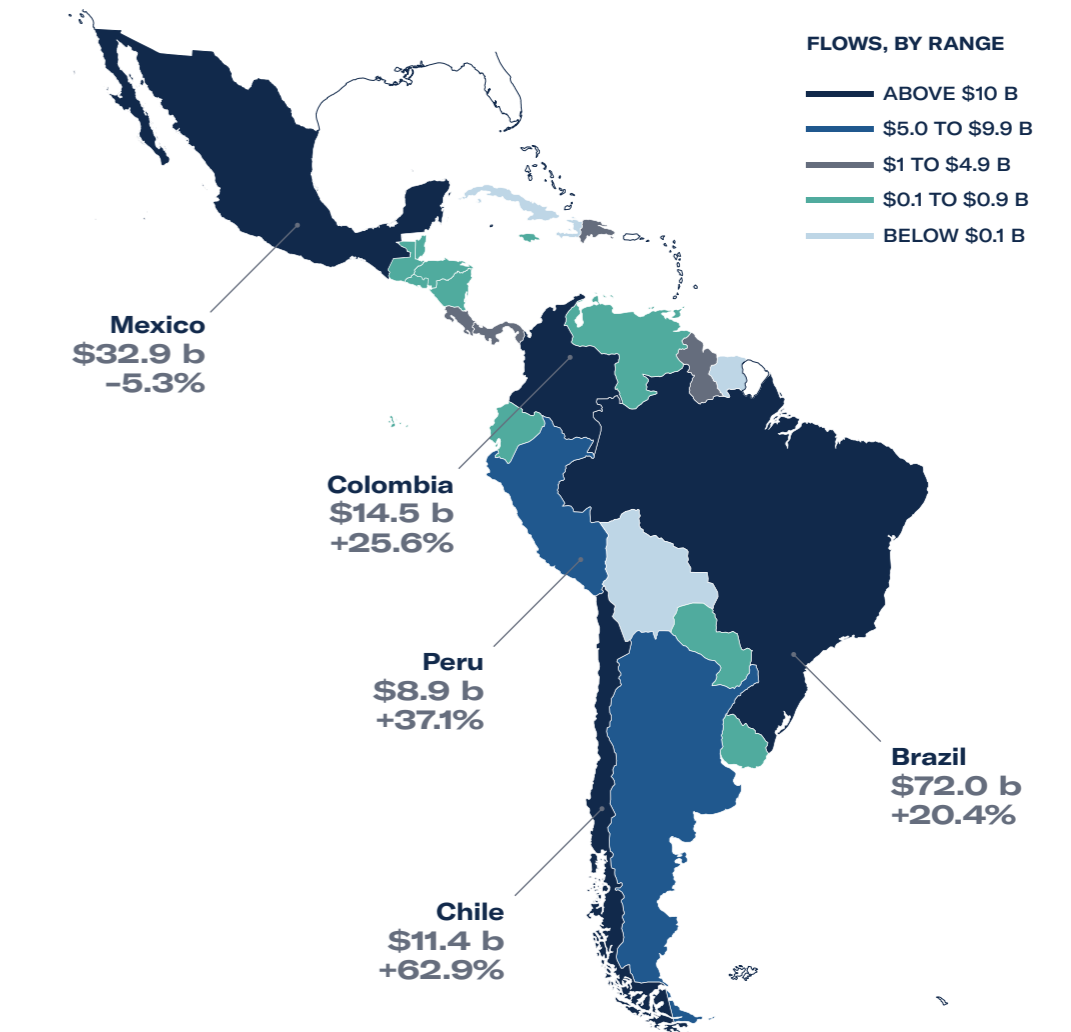 FLOWS, BY RANGE
ABOVE $10 B
$5.0 TO $9.9 B
$1 TO $4.9 B
$0.1 TO $0.9 B
BELOW $0.1 B
Mexico
$32.9 b
–5.3%
Colombia
$14.5 b
+25.6%
Peru
$8.9 b
+37.1%
Brazil
$72.0 b
+20.4%
Chile
$11.4 b
+62.9%